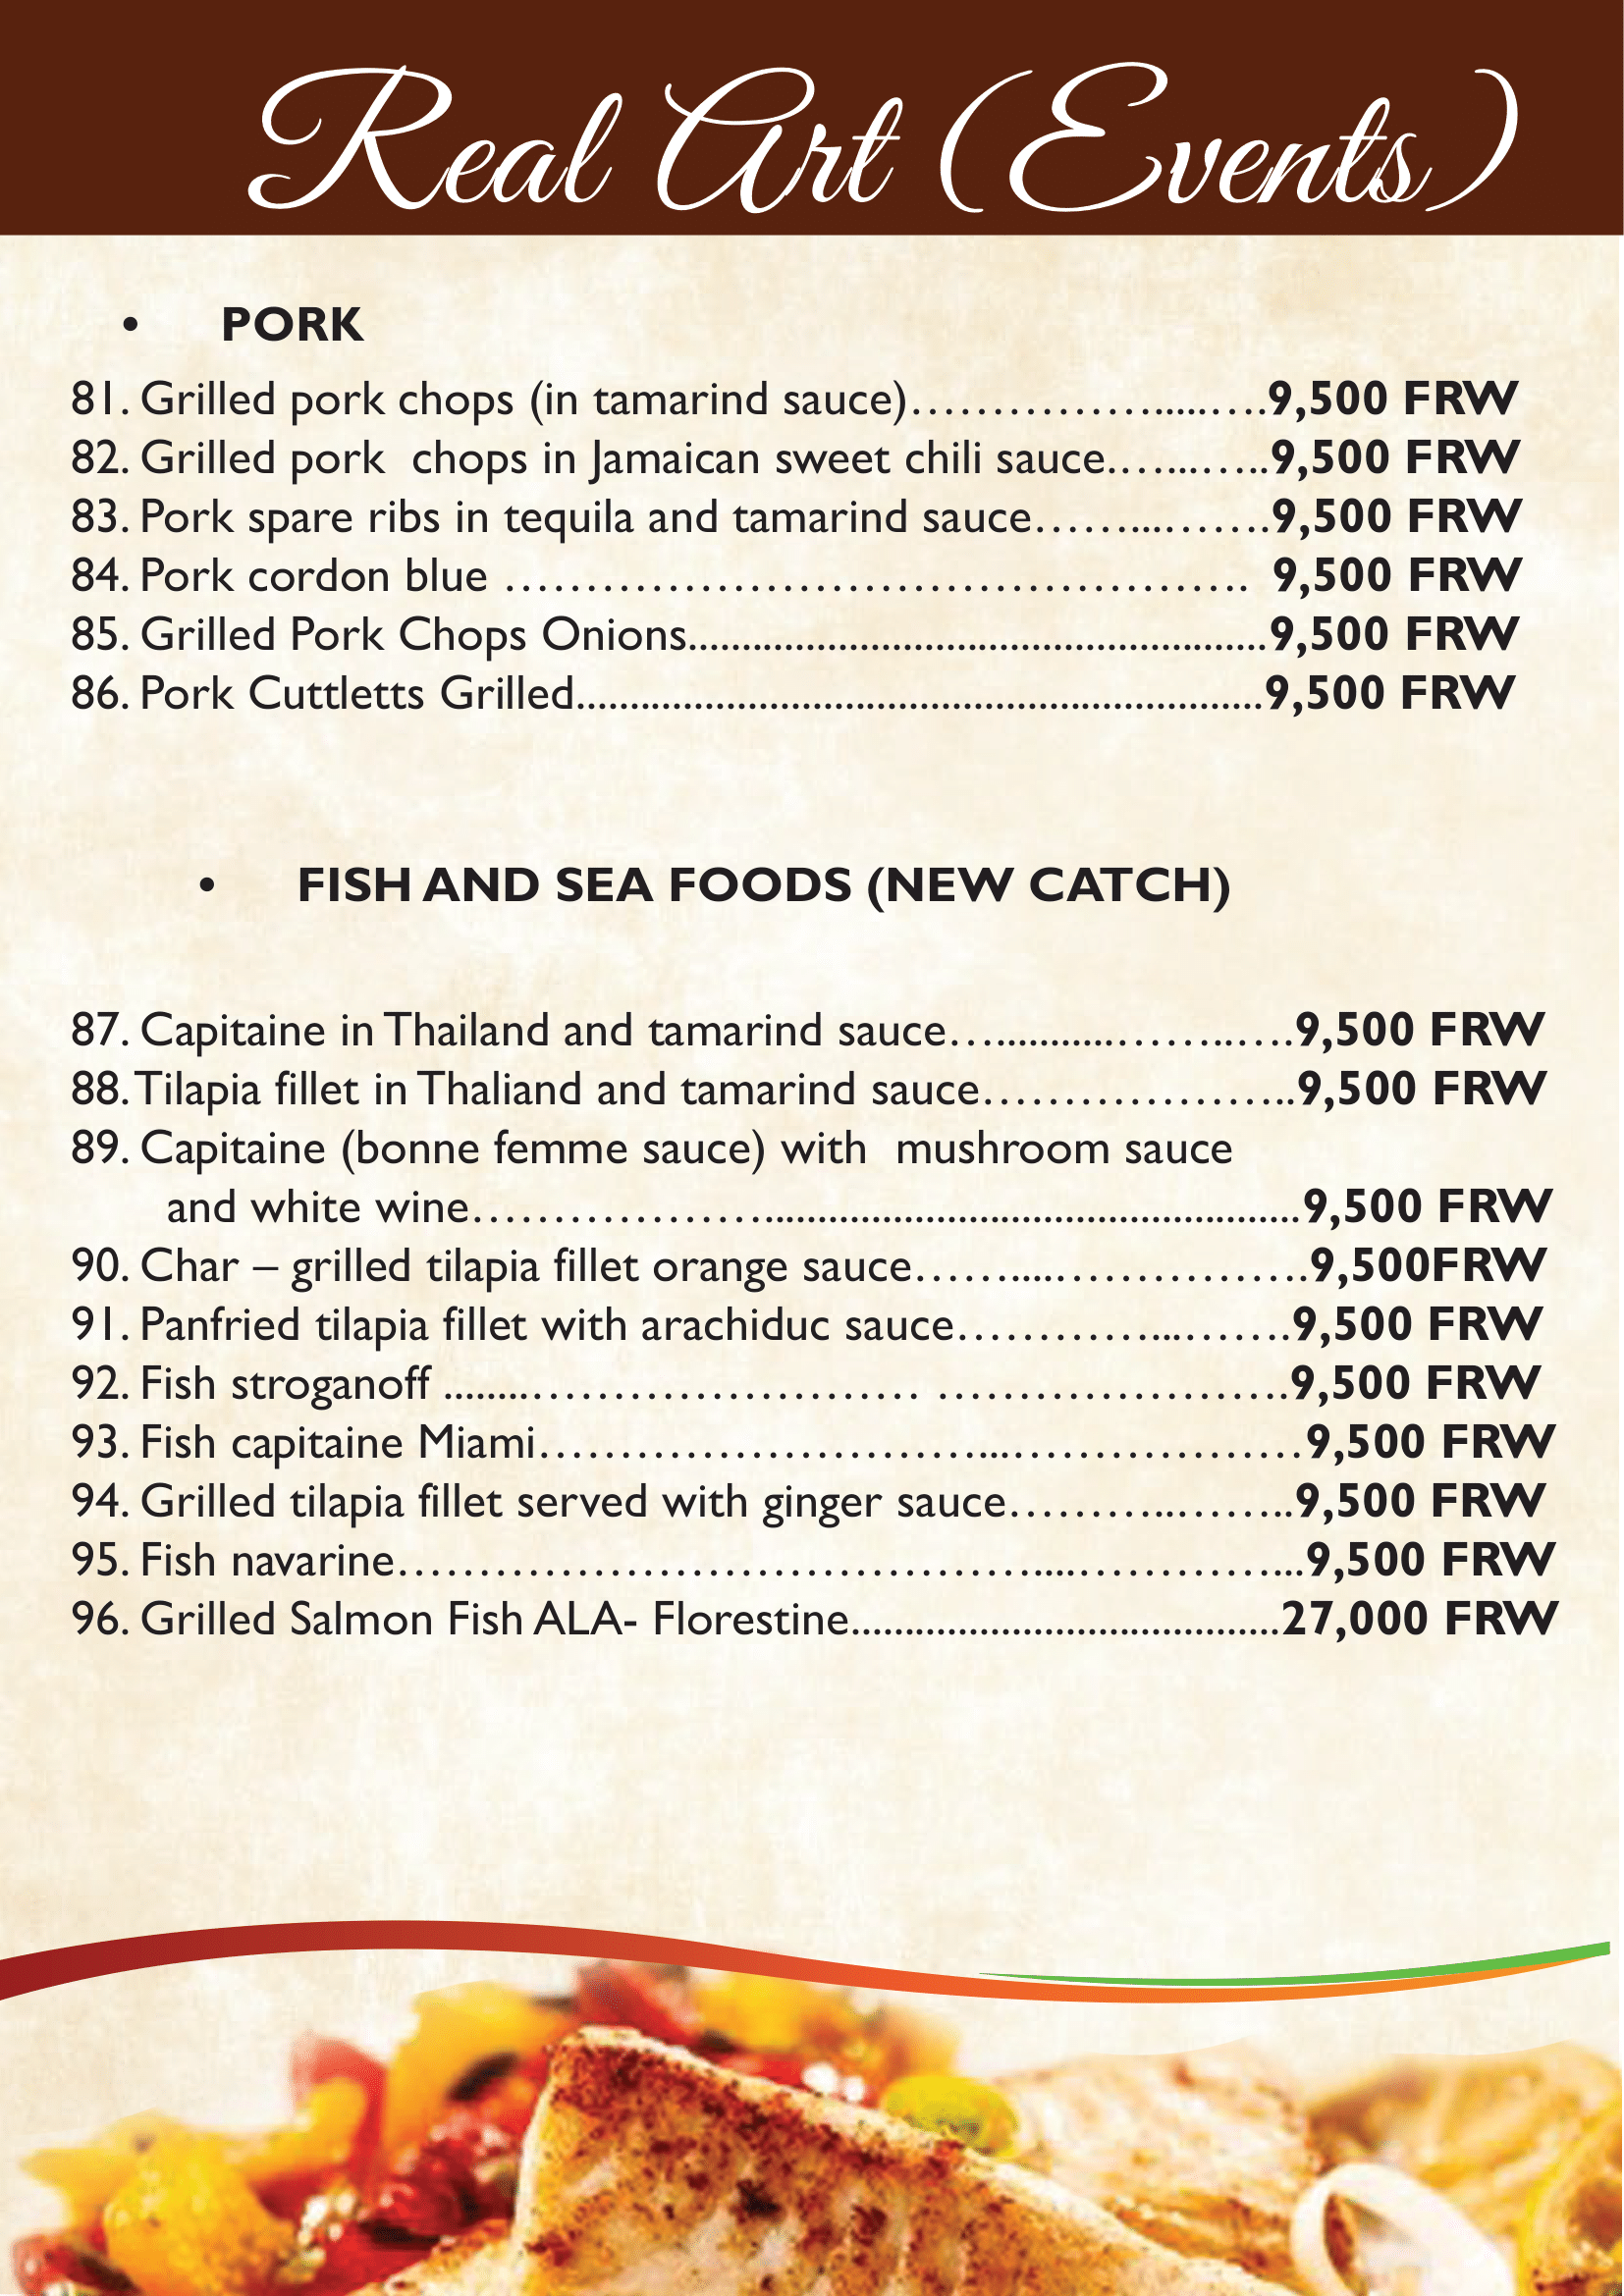 Real Art (Events)
• PORK
81. Grilled pork chops (in tamarind sauce)......................9,500 FRW
82. Grilled pork  chops in Jamaican sweet chili sauce............9,500 FRW
83. Pork spare ribs in tequila and tamarind sauce……...…….9,500 FRW
84. Pork cordon blue ………………………………………. 9,500 FRW
85. Grilled Pork Chops Onions......................................................9,500 FRW
86. Pork Cuttletts Grilled................................................................9,500 FRW
• FISH AND SEA FOODS (NEW CATCH)
87. Capitaine in Thailand and tamarind sauce…...........……..….9,500 FRW
88. Tilapia fillet in Thaliand and tamarind sauce………………..9,500 FRW
89. Capitaine (bonne femme sauce) with  mushroom sauce
and white wine………………..................................................9,500 FRW
90. Char – grilled tilapia fillet orange sauce……....…………….9,500FRW
91. Panfried tilapia fillet with arachiduc sauce…………...…….9,500 FRW
92. Fish stroganoff ........…………………… ………………….9,500 FRW
93. Fish capitaine Miami………………………...………………9,500 FRW
94. Grilled tilapia fillet served with ginger sauce………..……..9,500 FRW
95. Fish navarine…………………………………....…………...9,500 FRW
96. Grilled Salmon Fish ALA- Florestine........................................27,000 FRW